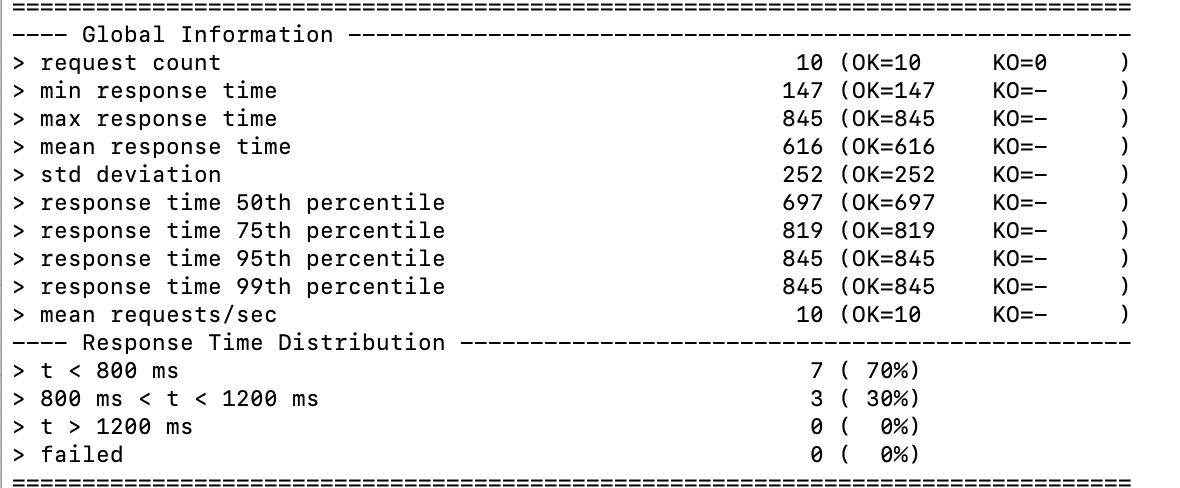 ================================================================================
---- Global Information --------------------------------------------------------
> request count                                         10 (OK=10     KO=0     )
> min response time                                    147 (OK=147    KO=-     )
> max response time                                    845 (OK=845    KO=-     )
> mean response time                                   616 (OK=616    KO=-     )
> std deviation                                        252 (OK=252    KO=-     )
> response time 50th percentile                        697 (OK=697    KO=-     )
> response time 75th percentile                        819 (OK=819    KO=-     )
> response time 95th percentile                        845 (OK=845    KO=-     )
> response time 99th percentile                        845 (OK=845    KO=-     )
> mean requests/sec                                     10 (OK=10     KO=-     )
---- Response Time Distribution ------------------------------------------------
> t < 800 ms                                             7 ( 70%)
> 800 ms < t < 1200 ms                                   3 ( 30%)
> t > 1200 ms                                            0 (  0%)
> failed                                                 0 (  0%)
================================================================================